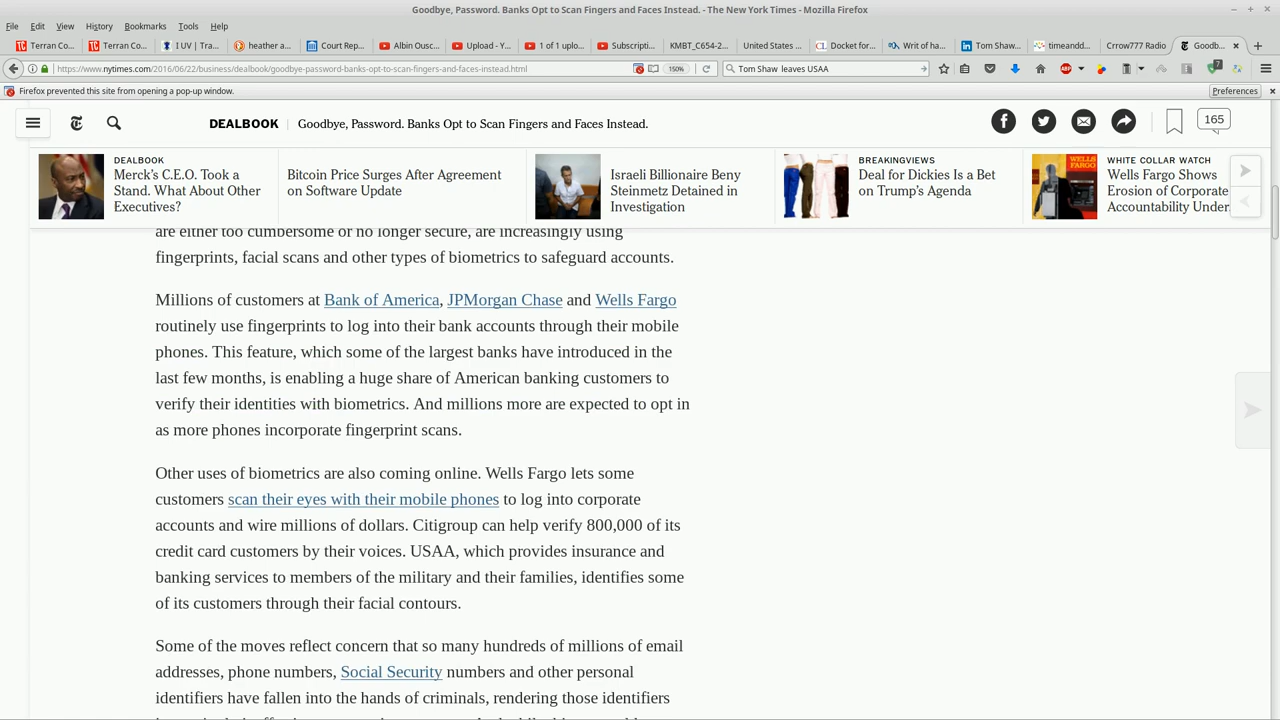 Goodbye, Password. Banks Opt to Scan Fingers and Faces Instead. - The New York Times - Mozilla Firefox
File Edit View History Bookmarks Tools Help
Terran Co... Terran Co... I UV | Tra... heather a... Court Rep... Albin Ousc... Upload - Y... 1 of 1 uplo... Subscripti... KMBT_C654-2... United States ... Docket for... Writ of ha... Tom Shaw... timeandd... Crrow777 Radio Goodb...
https://www.nytimes.com/2016/06/22/business/dealbook/goodbye-password-banks-opt-to-scan-fingers-and-faces-instead.html 150% Tom Shaw leaves USAA ABP 7
Firefox prevented this site from opening a pop-up window. Preferences
DEALBOOK Goodbye, Password. Banks Opt to Scan Fingers and Faces Instead. 165
DEALBOOK
Merck's C.E.O. Took a
Stand. What About Other
Executives?
Bitcoin Price Surges After Agreement
on Software Update
Israeli Billionaire Beny
Steinmetz Detained in
Investigation
BREAKINGVIEWS
Deal for Dickies Is a Bet
on Trump's Agenda
WELLS
FARGO
WHITE COLLAR WATCH
Wells Fargo Shows
Erosion of Corporate
Accountability Under
are either too cumbersome or no longer secure, are increasingly using
fingerprints, facial scans and other types of biometrics to safeguard accounts.
Millions of customers at Bank of America, JPMorgan Chase and Wells Fargo
routinely use fingerprints to log into their bank accounts through their mobile
phones. This feature, which some of the largest banks have introduced in the
last few months, is enabling a huge share of American banking customers to
verify their identities with biometrics. And millions more are expected to opt in
as more phones incorporate fingerprint scans.
Other uses of biometrics are also coming online. Wells Fargo lets some
customers scan their eyes with their mobile phones to log into corporate
accounts and wire millions of dollars. Citigroup can help verify 800,000 of its
credit card customers by their voices. USAA, which provides insurance and
banking services to members of the military and their families, identifies some
of its customers through their facial contours.
Some of the moves reflect concern that so many hundreds of millions of email
addresses, phone numbers, Social Security numbers and other personal
identifiers have fallen into the hands of criminals, rendering those identifiers